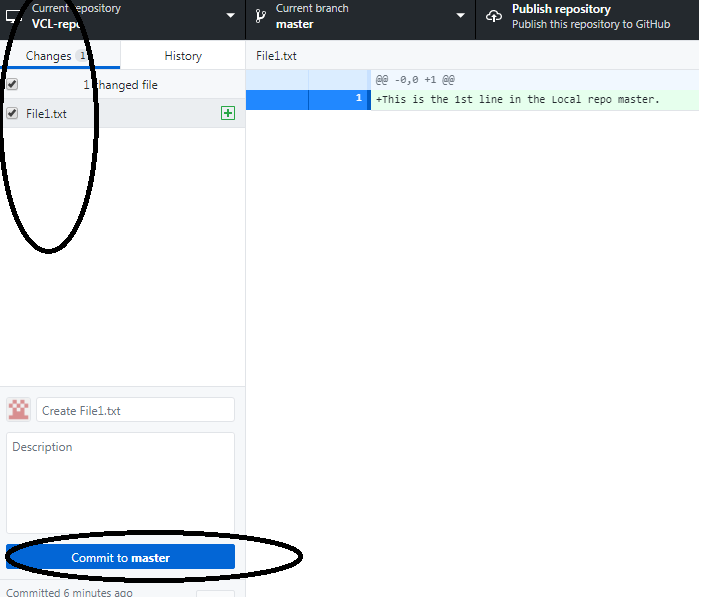 Current repository
VCL-repo
Current branch
master
Publish repository
Publish this repository to GitHub
Changes 1
History
File1.txt
1 changed file
File1.txt
@@ -0,0 +1 @@
1 +This is the 1st line in the Local repo master.
Create File1.txt
Description
Commit to master
Committed 6 minutes ago